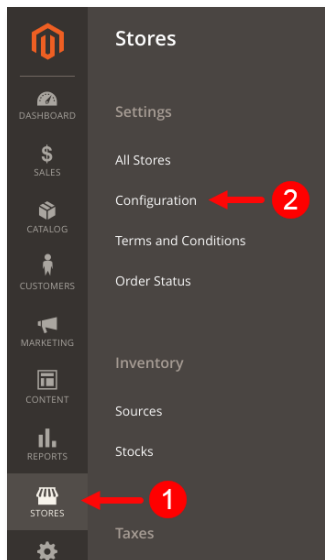 Stores
DASHBOARD
Settings
$
SALES
All Stores
Configuration
2
CATALOG
Terms and Conditions
CUSTOMERS
Order Status
MARKETING
Inventory
CONTENT
Sources
REPORTS
Stocks
STORES
1
Taxes